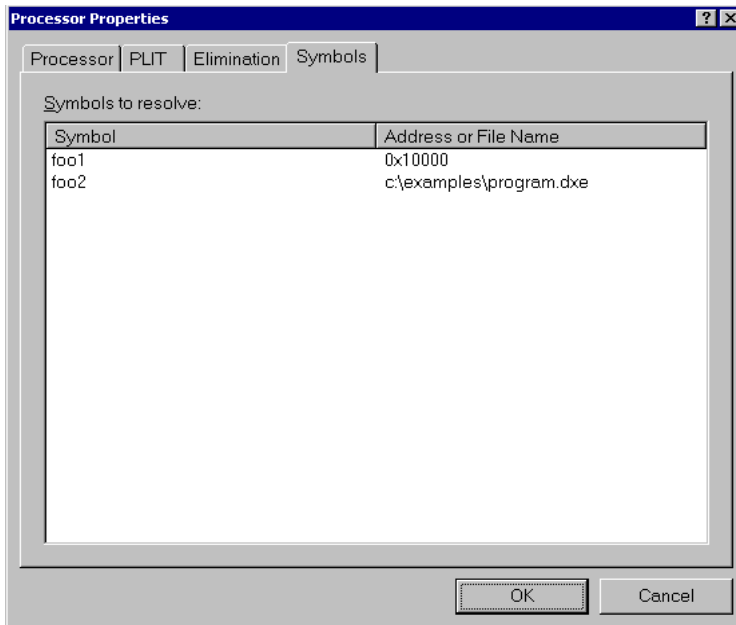 Processor Properties
Processor PLIT Elimination Symbols
Symbols to resolve:
Symbol Address or File Name
foo1 0x10000
foo2 c:\examples\program.dxe
OK Cancel